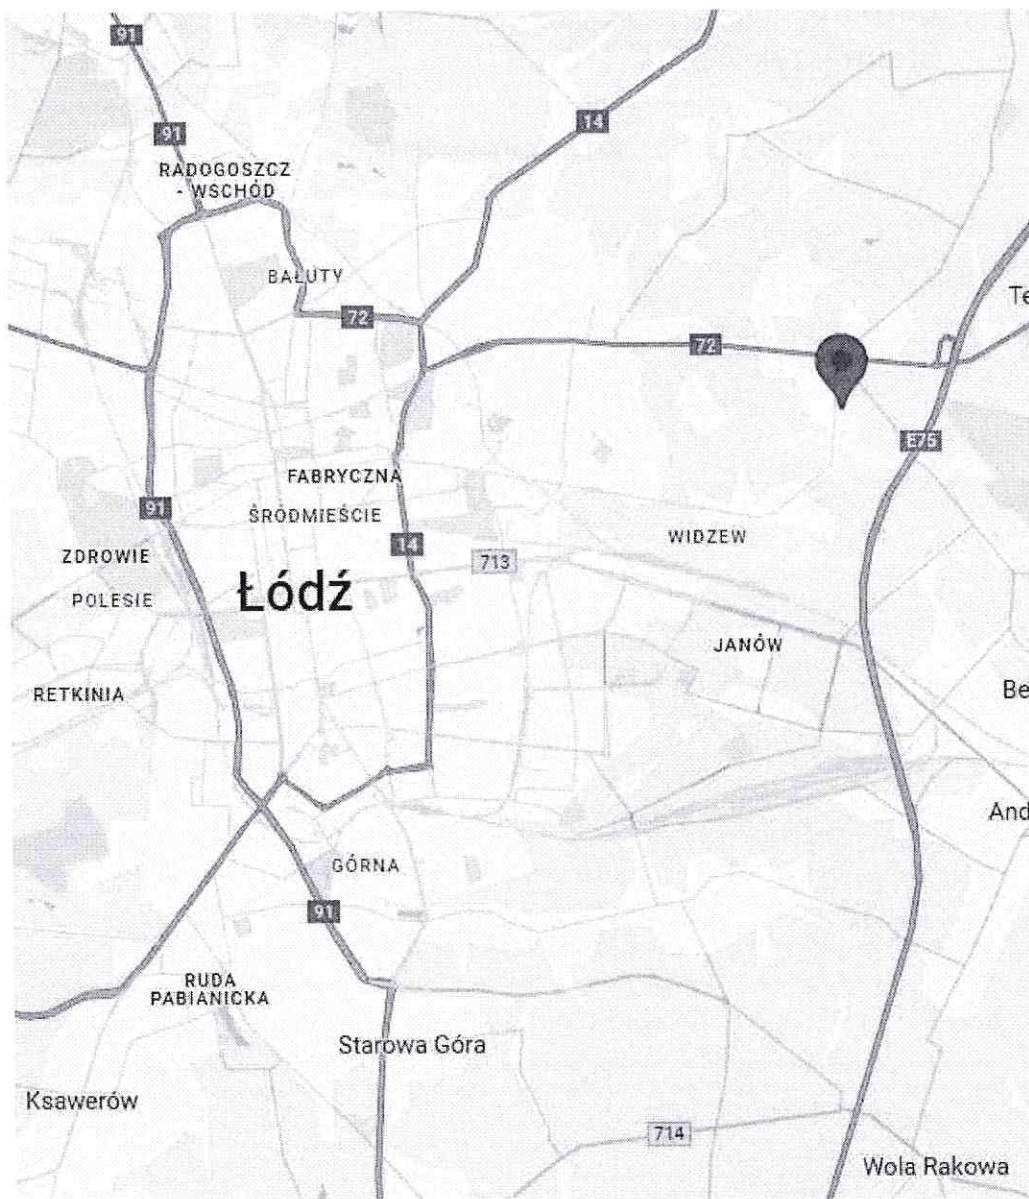 91
91
14
RADOGOSZCZ
- WSCHÓD
BAŁUTY
Te
72
72
E75
FABRYCZNA
ŚRÓDMIEŚCIE
91
14
WIDZEW
ZDROWIE
713
POLESIE
Łódź
JANÓW
RETKINIA
Be
And
GÓRNA
91
RUDA
PABIANICKA
Starowa Góra
Ksawerów
714
Wola Rakowa